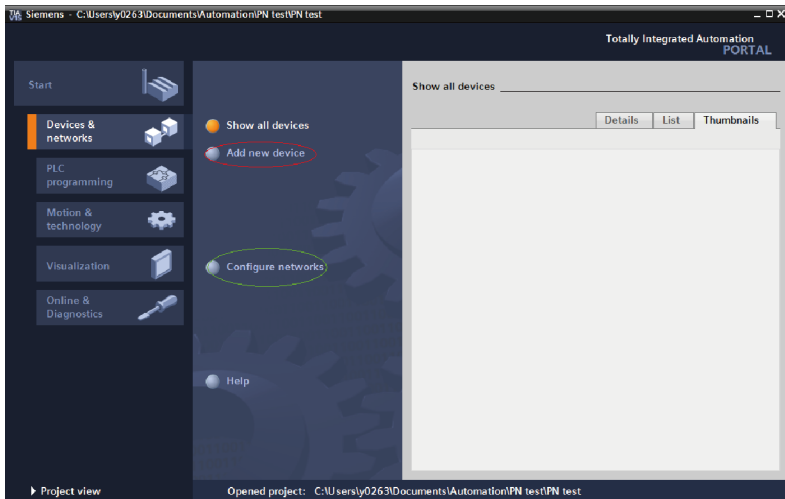 Siemens - C:\Users\y0263\Documents\Automation\PN test\PN test
Totally Integrated Automation
PORTAL
Start
Devices &
networks
PLC
programming
Motion &
technology
Visualization
Online &
Diagnostics
Show all devices
Add new device
Configure networks
Help
Show all devices
Details List Thumbnails
Project view
Opened project: C:\Users\y0263\Documents\Automation\PN test\PN test